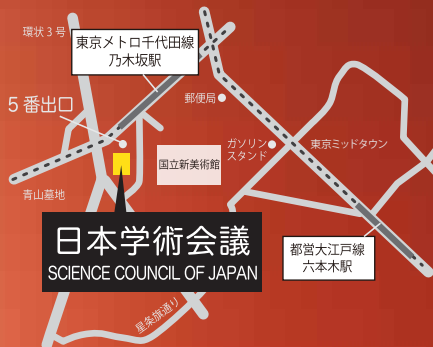 環状３号
東京メトロ千代田線
乃木坂駅
５番出口
郵便局
ガソリン
スタンド
東京ミッドタウン
国立新美術館
青山墓地
日本学術会議
SCIENCE COUNCIL OF JAPAN
都営大江戸線
六本木駅
星条旗通り